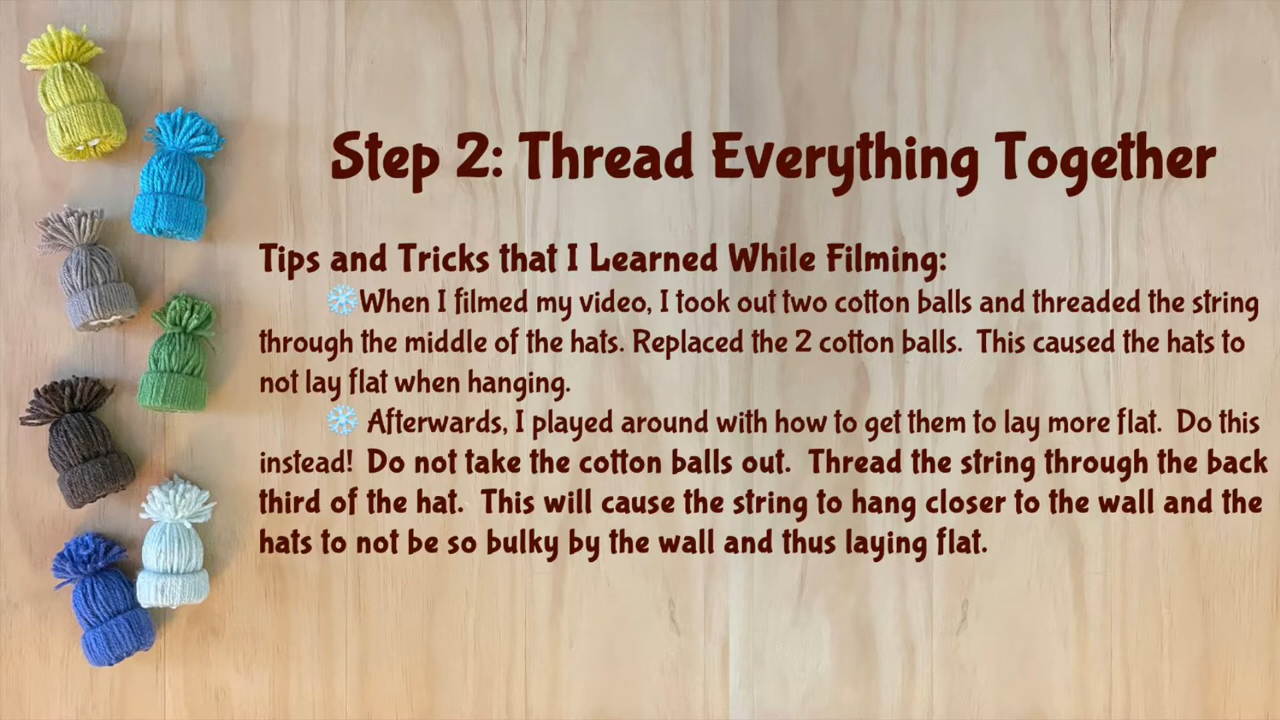 Step 2: Thread Everything Together
Tips and Tricks that I Learned While Filming:
When I filmed my video, I took out two cotton balls and threaded the string
through the middle of the hats. Replaced the 2 cotton balls. This caused the hats to
not lay flat when hanging.
Afterwards, I played around with how to get them to lay more flat. Do this
instead! Do not take the cotton balls out. Thread the string through the back
third of the hat. This will cause the string to hang closer to the wall and the
hats to not be so bulky by the wall and thus laying flat.